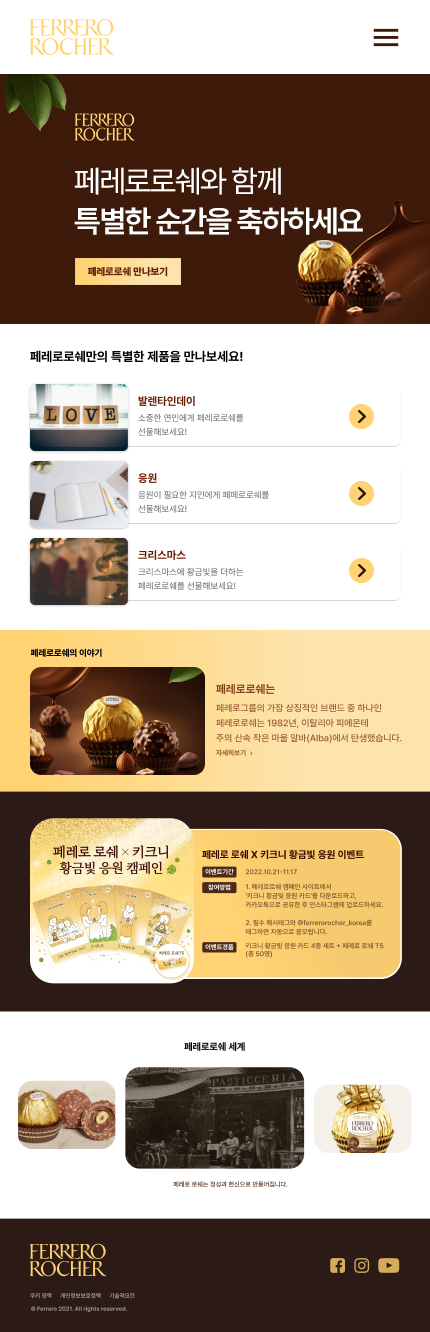 FERRERO
ROCHER
FERRERO
ROCHER
페레로로쉐와 함께
특별한 순간을 축하하세요
페레로로쉐 만나보기
페레로로쉐만의 특별한 제품을 만나보세요!
LOVE
발렌타인데이
소중한 연인에게 페레로로쉐를
선물해보세요!
응원
응원이 필요한 지인에게 페페로로쉐를
선물해보세요!
크리스마스
크리스마스에 황금빛을 더하는
페레로로쉐를 선물해보세요!
페레로로쉐의 이야기
페레로로쉐는
페레로그룹의 가장 상징적인 브랜드 중 하나인
페레로로쉐는 1982년, 이탈리아 피에몬테
주의 산속 작은 마을 알바(Alba)에서 탄생했습니다.
자세히보기 >
페레로 로쉐 × 키크니
황금빛 응원 캠페인
페레로 로쉐 X 키크니 황금빛 응원 이벤트
이벤트기간
2022.10.21-11.17
참여방법
1. 페레로로쉐 캠페인 사이트에서
'키크니 황금빛 응원 카드'를 다운로드하고,
카카오톡으로 공유한 후 인스타그램에 업로드하세요.
2. 필수 해시태그와 @ferrerorocher_korea를
태그하면 자동으로 응모됩니다.
이벤트경품
키크니 황금빛 응원 카드 4종 세트 + 페레로 로쉐 T5
(총 50명)
페레로로쉐 세계
PASTICCERIA
FERRERO
ROCHER
페레로 로쉐는 정성과 헌신으로 만들어집니다.
FERRERO
ROCHER
쿠키 정책 개인정보보호정책 기술적요건
© Ferrero 2021. All rights reserved.